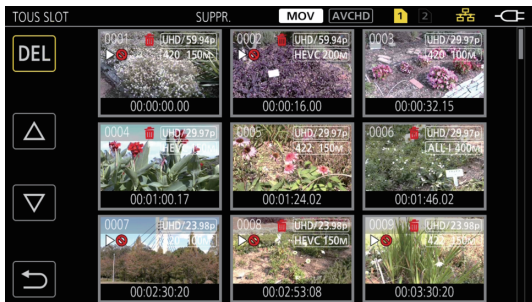 TOUS SLOT SUPPR. MOV AVCHD 1 2
DEL
0001 UHD/59.94p
420 150M
00:00:00.00
0002 UHD/59.94p
HEVC 200M
00:00:16.00
0003 UHD/29.97p
420 100M
00:00:32.15
0004 UHD/29.97p
HEVC
00:01:00.17
0005 UHD/29.97p
422 150M
00:01:24.02
0006 UHD/29.97p
ALL-I 400M
00:01:46.02
0007 UHD/23.98p
420 100M
00:02:30:20
0008 UHD/23.98p
HEVC 150M
00:02:53:08
0009 UHD/23.98p
422 150M
00:03:30:20